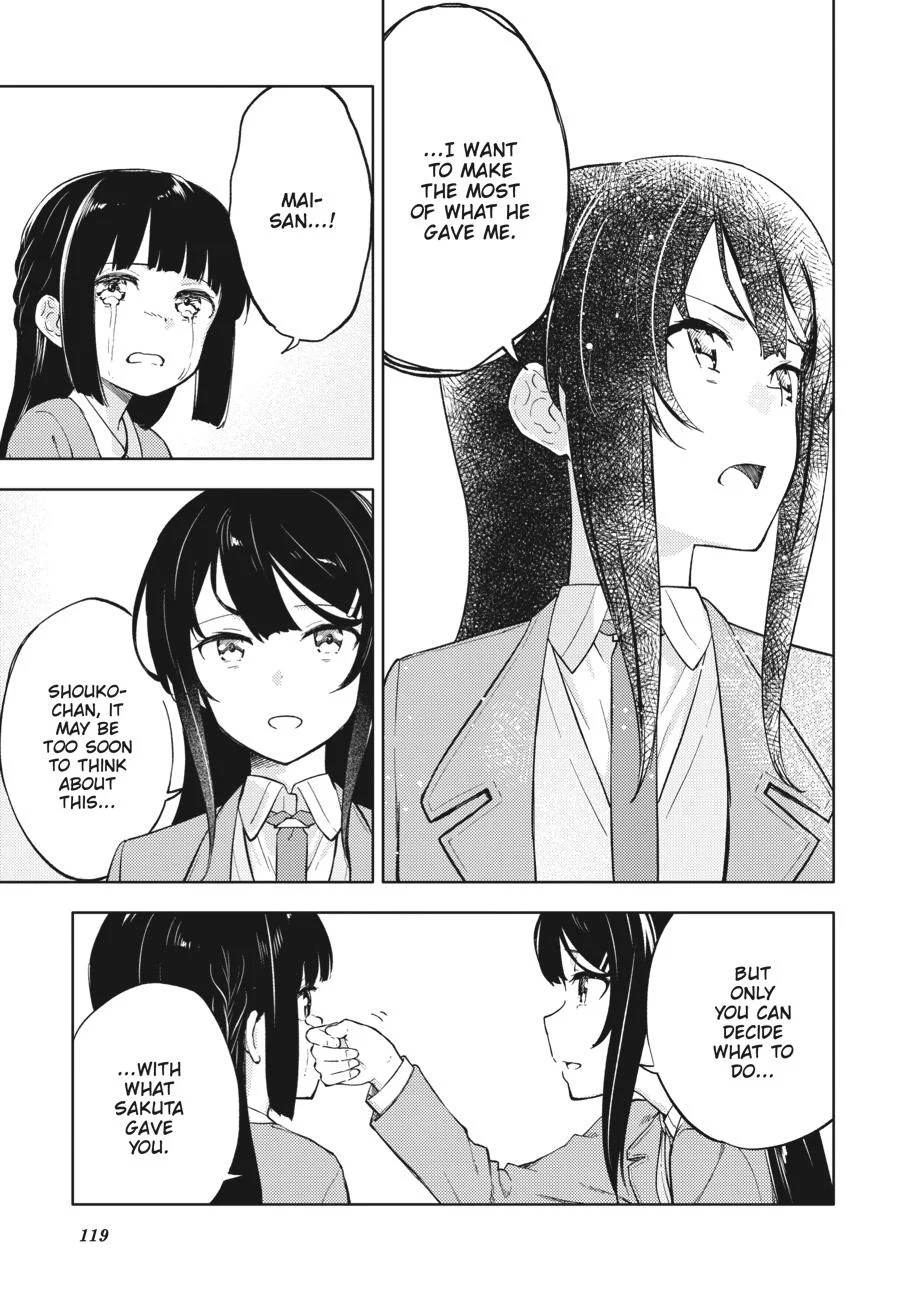 ...I WANT
TO MAKE
THE MOST
OF WHAT HE
GAVE ME.
MAI-
SAN...!
SHOUKO-
CHAN, IT
MAY BE
TOO SOON
TO THINK
ABOUT
THIS...
BUT
ONLY
YOU CAN
DECIDE
WHAT TO
DO...
...WITH
WHAT
SAKUTA
GAVE
YOU.
119